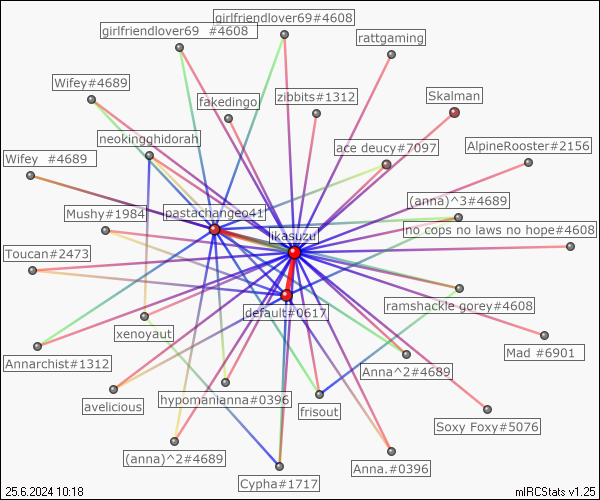 girlfriendlover69#4608
girlfriendlover69  #4608
rattgaming
Wifey#4689
fakedingo
zibbits#1312
Skalman
neokingghidorah
ace deucy#7097
AlpineRooster#2156
Wifey  #4689
Mushy#1984
pastachangeo41
(anna)^3#4689
ikasuzu
no cops no laws no hope#4608
Toucan#2473
default#0617
ramshackle gorey#4608
xenoyaut
Annarchist#1312
Mad #6901
Anna^2#4689
avelicious
hypomanianna#0396
frisout
Soxy Foxy#5076
(anna)^2#4689
Cypha#1717
Anna.#0396
25.6.2024 10:18
mIRCStats v1.25